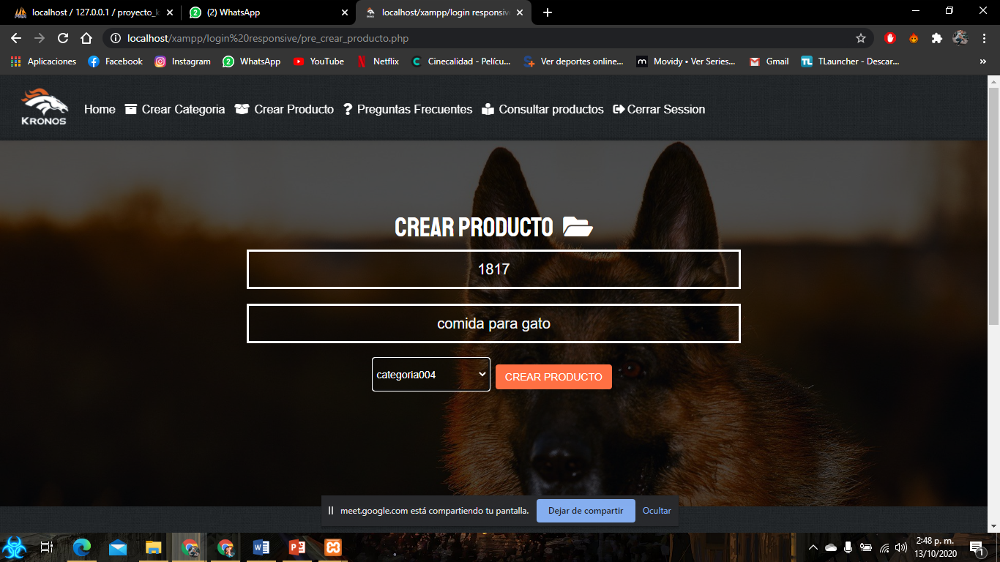 localhost / 127.0.0.1 / proyecto_k
(2) WhatsApp
localhost/xampp/login responsiv
localhost/xampp/login%20responsive/pre_crear_producto.php
Aplicaciones Facebook Instagram WhatsApp YouTube Netflix Cinecalidad - Pelícu... Ver deportes online... Movidy • Ver Series... Gmail TLauncher - Descar... »
KRONOS
Home Crear Categoria Crear Producto ? Preguntas Frecuentes Consultar productos Cerrar Session
CREAR PRODUCTO
1817
comida para gato
categoria004 CREAR PRODUCTO
meet.google.com está compartiendo tu pantalla. Dejar de compartir Ocultar
2:48 p. m.
13/10/2020
1